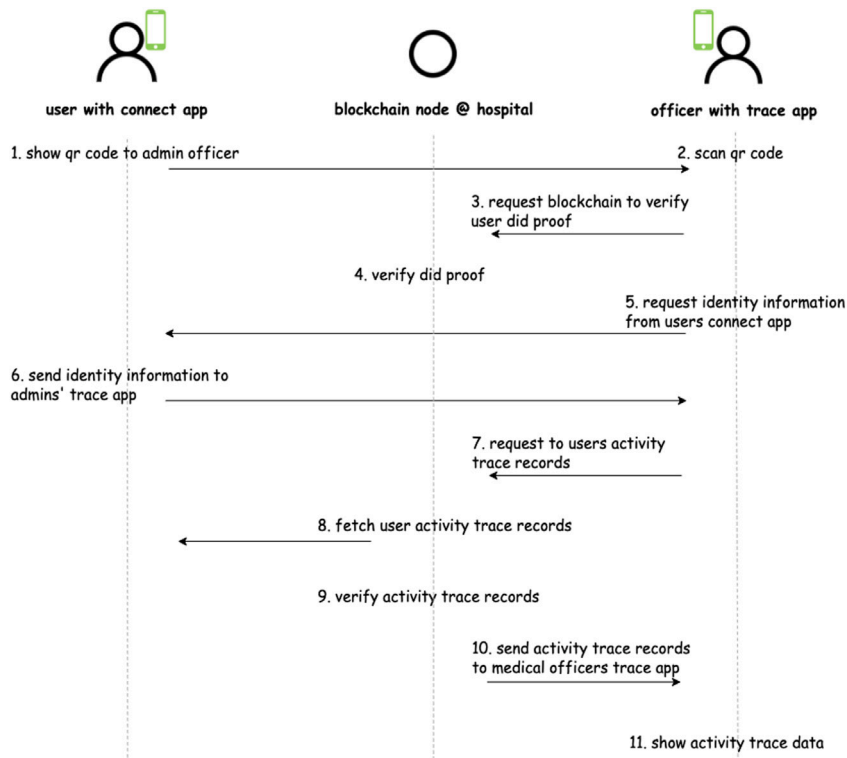 user with connect app
blockchain node @ hospital
officer with trace app
1. show qr code to admin officer
2. scan qr code
3. request blockchain to verify
user did proof
4. verify did proof
5. request identity information
from users connect app
6. send identity information to
admins' trace app
7. request to users activity
trace records
8. fetch user activity trace records
9. verify activity trace records
10. send activity trace records
to medical officers trace app
11. show activity trace data